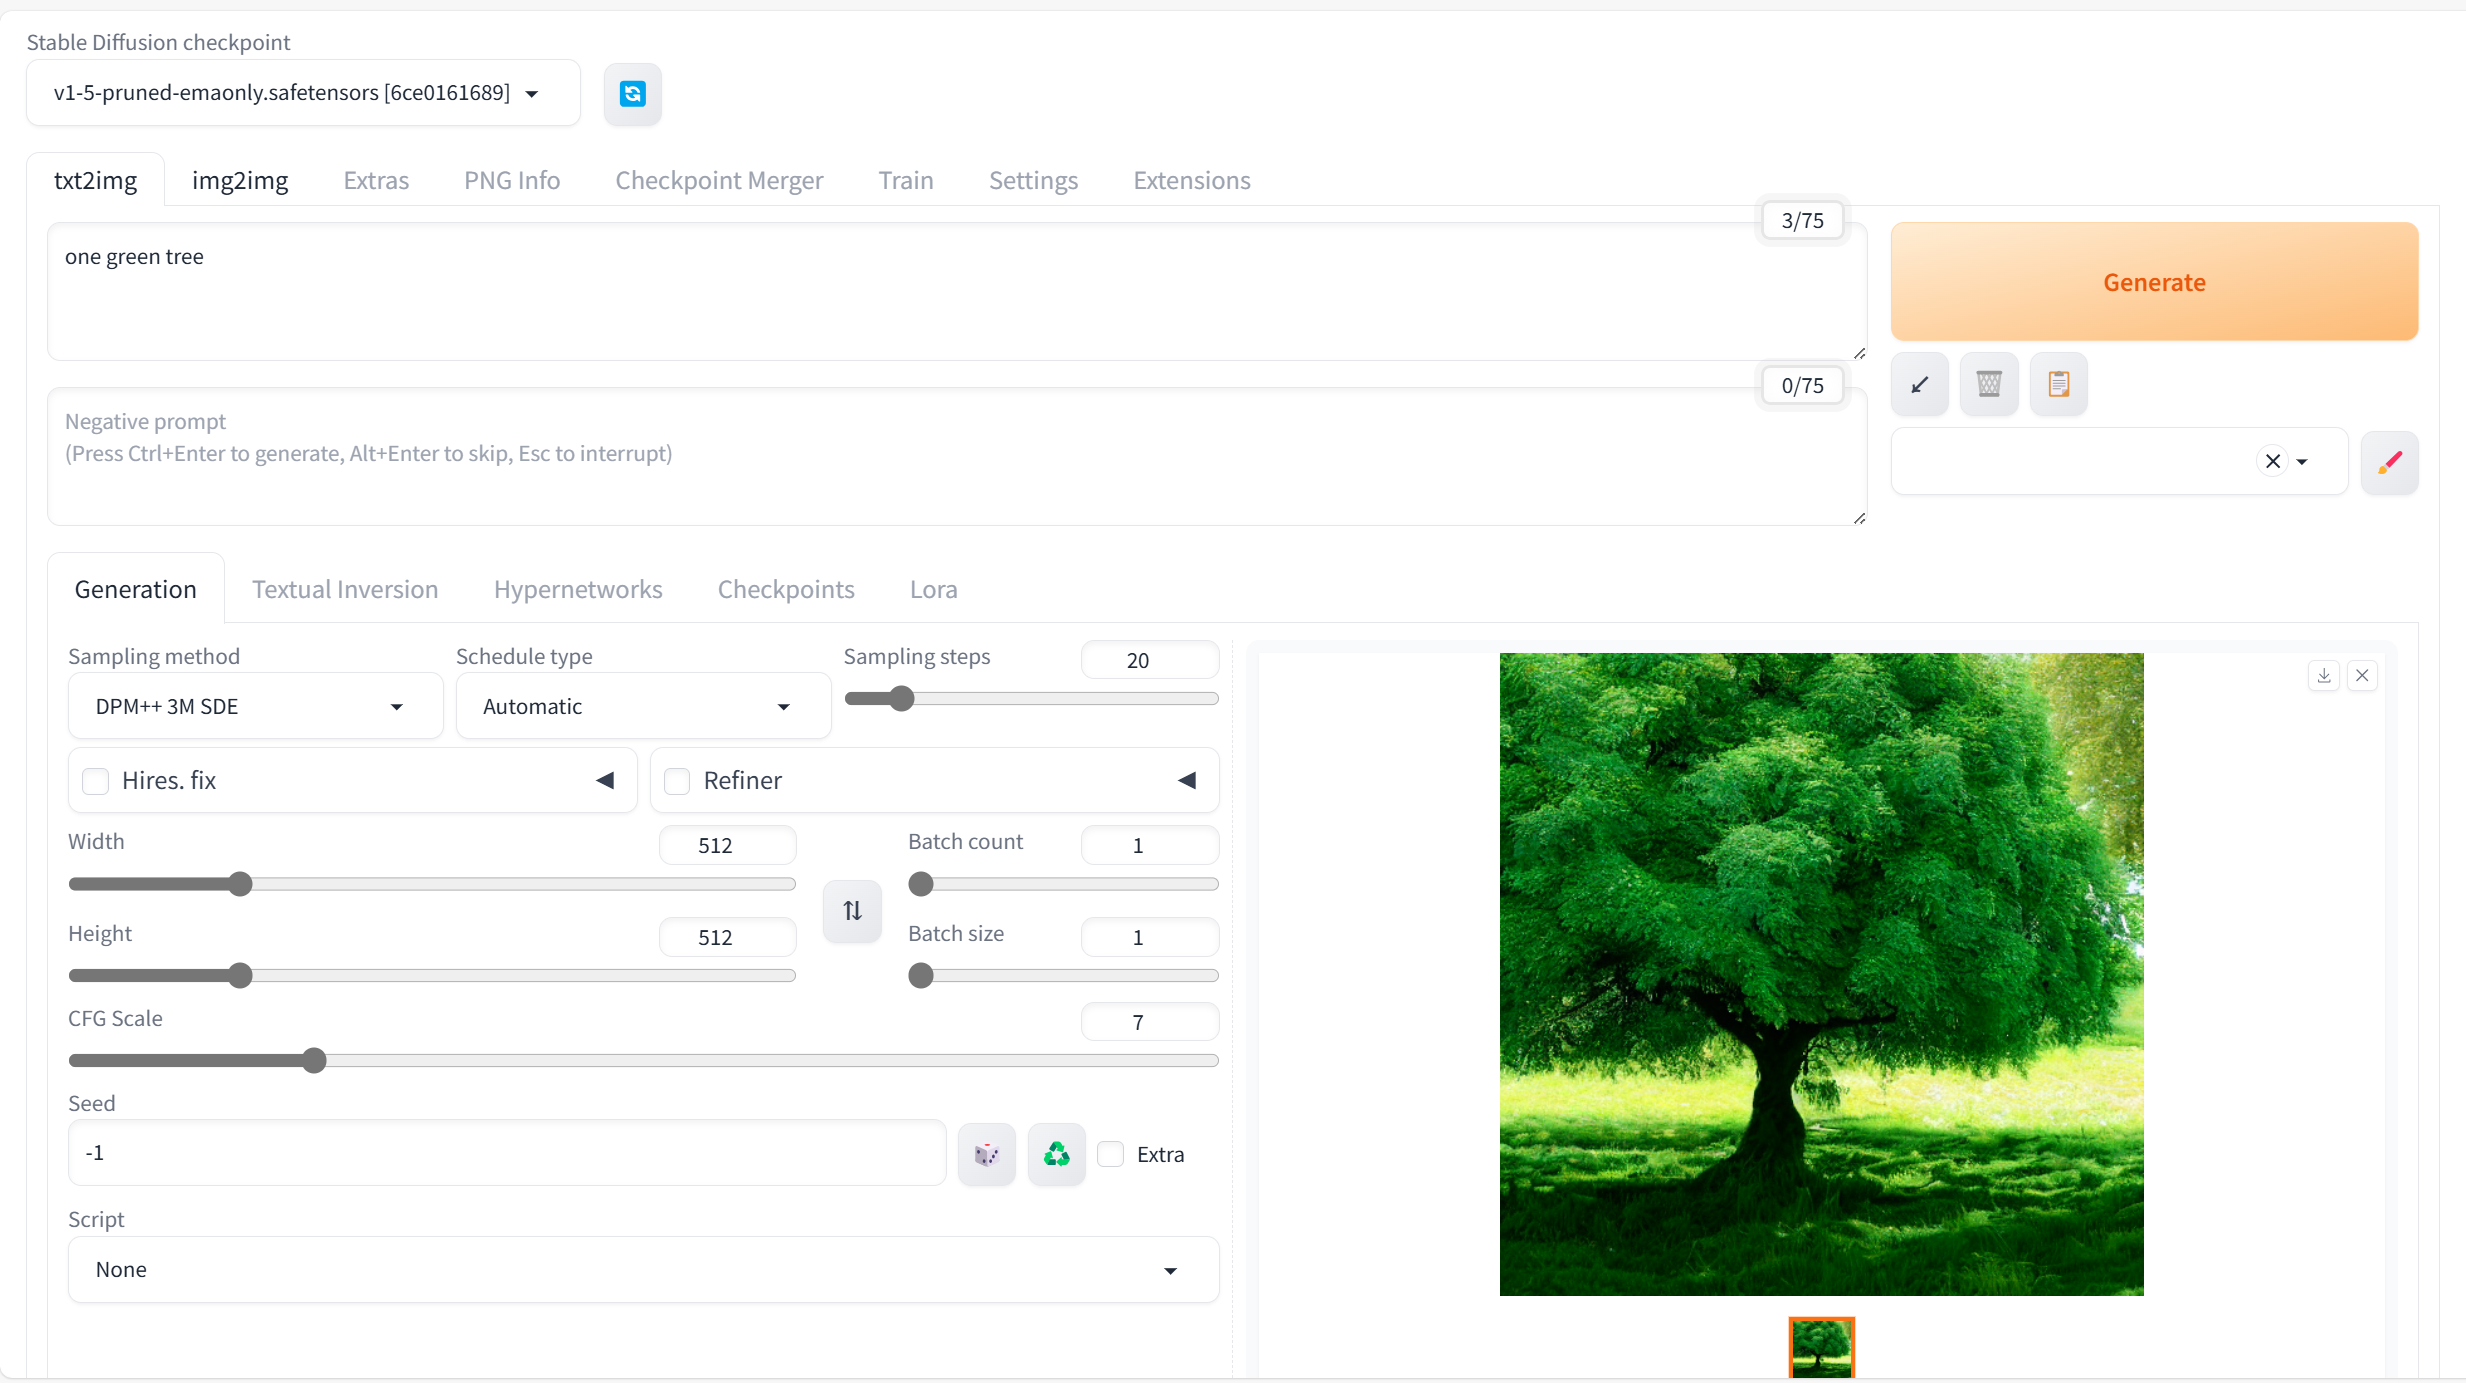 Stable Diffusion checkpoint
v1-5-pruned-emaonly.safetensors [6ce0161689]
txt2img img2img Extras PNG Info Checkpoint Merger Train Settings Extensions
3/75
one green tree
Generate
0/75
Negative prompt
(Press Ctrl+Enter to generate, Alt+Enter to skip, Esc to interrupt)
Generation Textual Inversion Hypernetworks Checkpoints Lora
Sampling method Schedule type Sampling steps 20
DPM++ 3M SDE Automatic
Hires. fix Refiner
Width 512 Batch count 1
Height 512 Batch size 1
CFG Scale 7
Seed
-1 Extra
Script
None